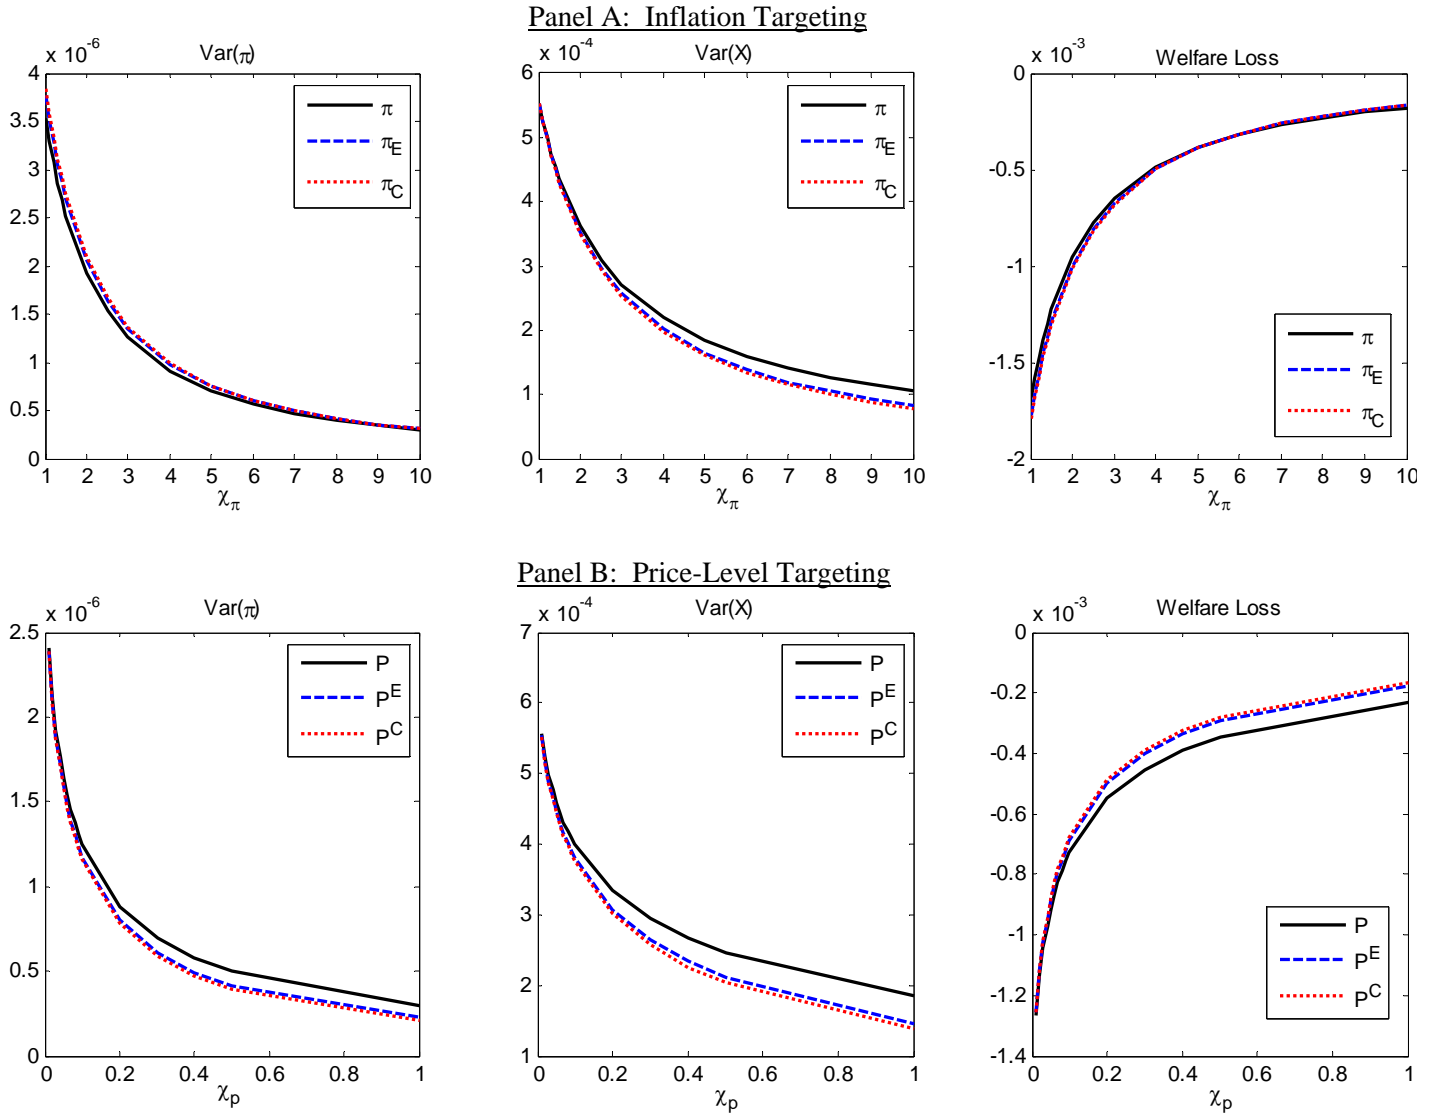 Panel A: Inflation Targeting
x 10^-6
Var(π)
4
3.5
3
2.5
2
1.5
1
0.5
0
1 2 3 4 5 6 7 8 9 10
χ_π
π
π_E
π_C
x 10^-4
Var(X)
6
5
4
3
2
1
0
1 2 3 4 5 6 7 8 9 10
χ_π
π
π_E
π_C
x 10^-3
Welfare Loss
0
-0.5
-1
-1.5
-2
1 2 3 4 5 6 7 8 9 10
χ_π
π
π_E
π_C
Panel B: Price-Level Targeting
x 10^-6
Var(π)
2.5
2
1.5
1
0.5
0
0 0.2 0.4 0.6 0.8 1
χ_p
P
P^E
P^C
x 10^-4
Var(X)
7
6
5
4
3
2
1
0 0.2 0.4 0.6 0.8 1
χ_p
P
P^E
P^C
x 10^-3
Welfare Loss
0
-0.2
-0.4
-0.6
-0.8
-1
-1.2
-1.4
0 0.2 0.4 0.6 0.8 1
χ_p
P
P^E
P^C